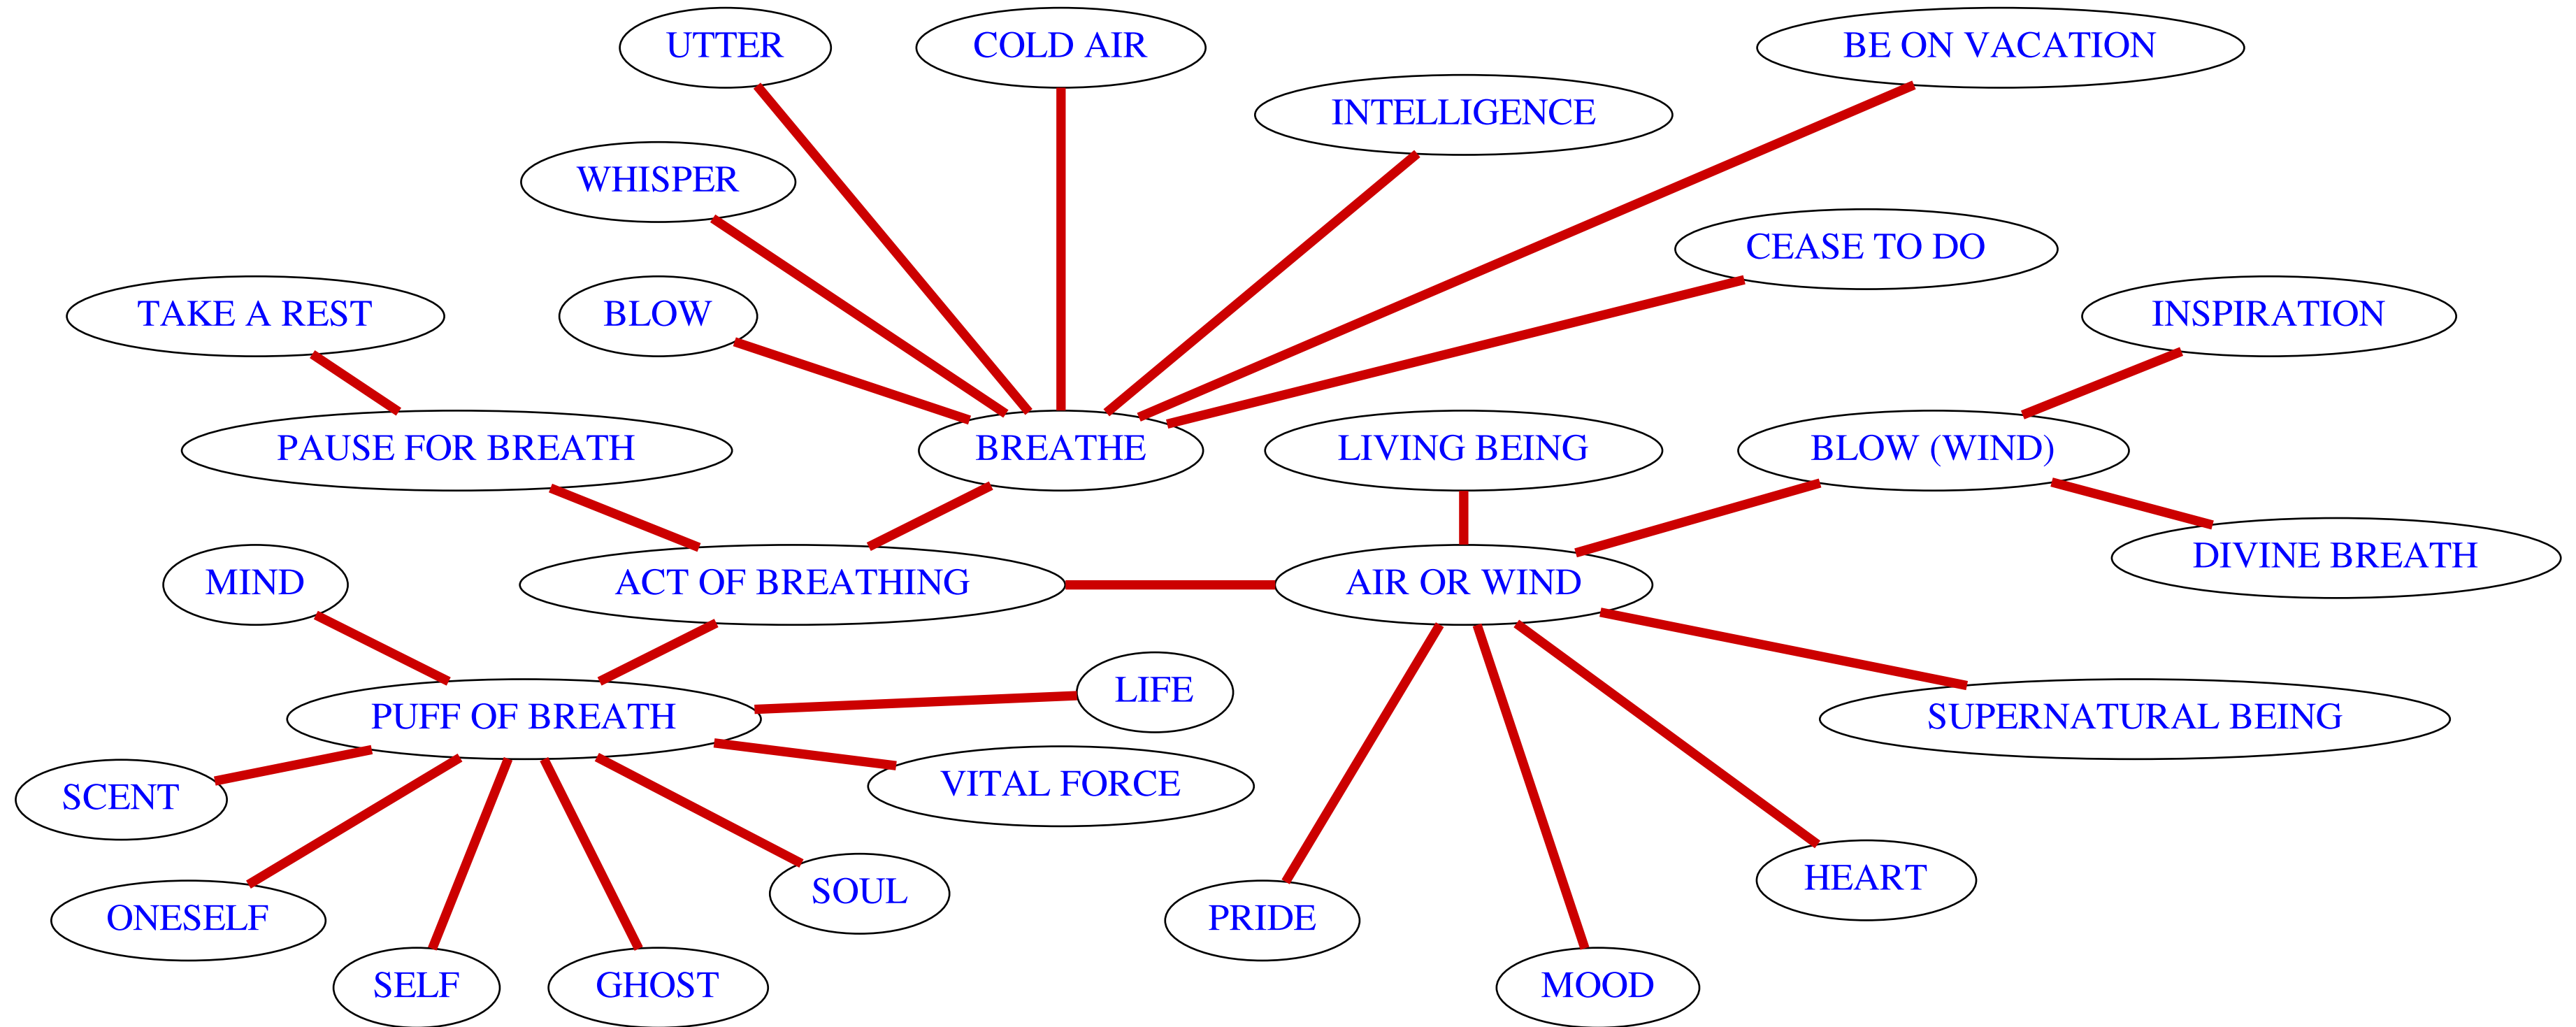 UTTER
COLD AIR
BE ON VACATION
INTELLIGENCE
WHISPER
CEASE TO DO
TAKE A REST
BLOW
INSPIRATION
PAUSE FOR BREATH
BREATHE
LIVING BEING
BLOW (WIND)
DIVINE BREATH
MIND
ACT OF BREATHING
AIR OR WIND
LIFE
PUFF OF BREATH
SUPERNATURAL BEING
VITAL FORCE
SCENT
SOUL
HEART
ONESELF
PRIDE
SELF
GHOST
MOOD